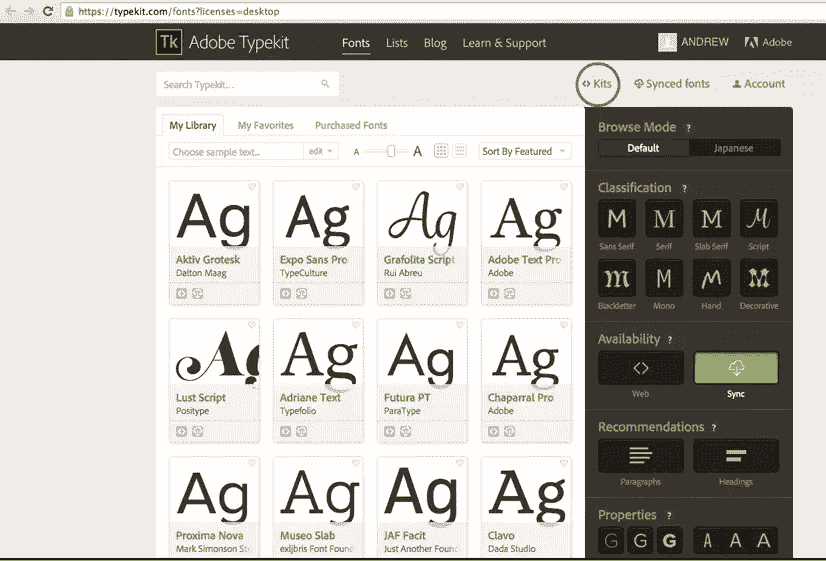 https://typekit.com/fonts?licenses=desktop
Tk Adobe Typekit Fonts Lists Blog Learn & Support ANDREW Adobe
Search Typekit... Kits Synced fonts Account
My Library My Favorites Purchased Fonts
Choose sample text... edit A A Sort By Featured
Ag Ag Ag Ag
Aktiv Grotesk Expo Sans Pro Grafolita Script Adobe Text Pro
Dalton Maag TypeCulture Rui Abreu Adobe
Ag Ag Ag Ag
Lust Script Adriane Text Futura PT Chaparral Pro
Positype Typefolio ParaType Adobe
Ag Ag Ag Ag
Proxima Nova Museo Slab JAF Facit Clavo
Mark Simonson St exljbris Font Foun Just Another Foun Dada Studio
Browse Mode ?
Default Japanese
Classification ?
M M M M
Sans Serif Serif Slab Serif Script
m M M M
Blackletter Mono Hand Decorative
Availability ?
Web Sync
Recommendations ?
Paragraphs Headings
Properties ?
G G G A A A